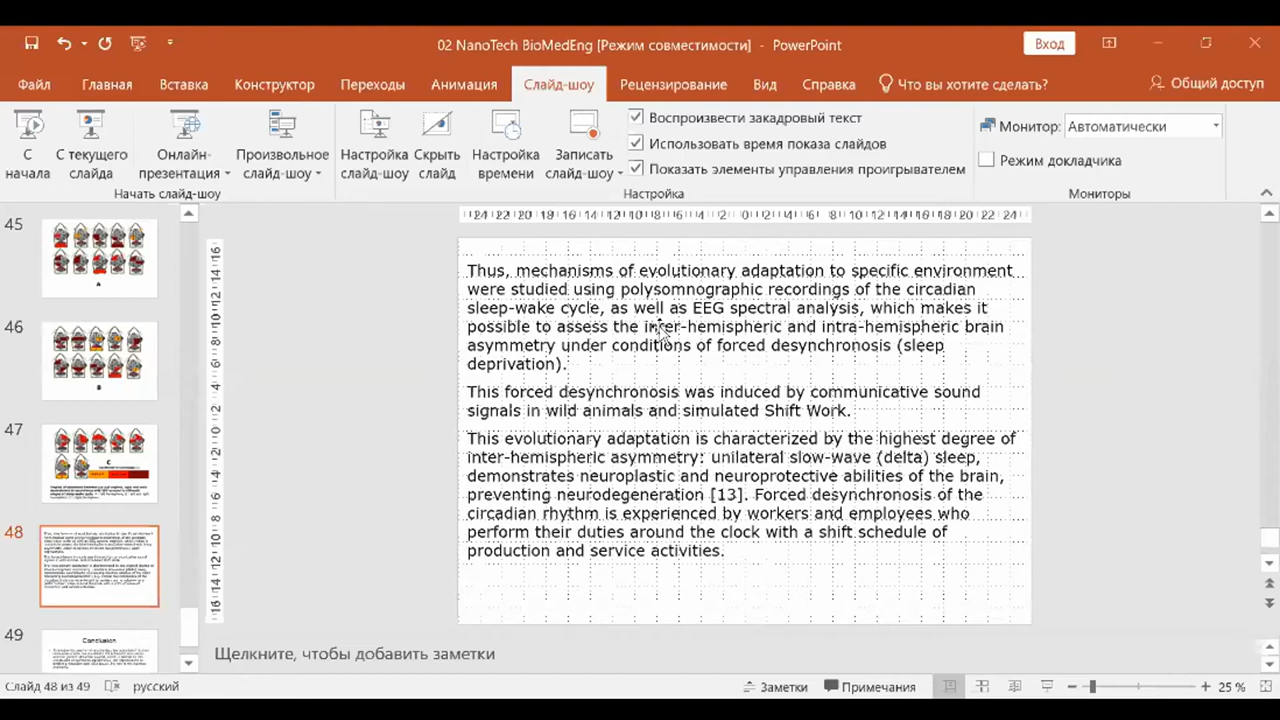 02 NanoTech BioMedEng [Режим совместимости] - PowerPoint
Вход
Файл
Главная
Вставка
Конструктор
Переходы
Анимация
Слайд-шоу
Рецензирование
Вид
Справка
Что вы хотите сделать?
Общий доступ
С начала
С текущего слайда
Онлайн-презентация
Произвольное слайд-шоу
Начать слайд-шоу
Настройка слайд-шоу
Скрыть слайд
Настройка времени
Записать слайд-шоу
Воспроизвести закадровый текст
Использовать время показа слайдов
Показать элементы управления проигрывателем
Настройка
Монитор: Автоматически
Режим докладчика
Мониторы
45
A
46
B
47
C
48
49
Conclusion
Thus, mechanisms of evolutionary adaptation to specific environment
were studied using polysomnographic recordings of the circadian
sleep-wake cycle, as well as EEG spectral analysis, which makes it
possible to assess the inter-hemispheric and intra-hemispheric brain
asymmetry under conditions of forced desynchronosis (sleep
deprivation).
This forced desynchronosis was induced by communicative sound
signals in wild animals and simulated Shift Work.
This evolutionary adaptation is characterized by the highest degree of
inter-hemispheric asymmetry: unilateral slow-wave (delta) sleep,
demonstrates neuroplastic and neuroprotective abilities of the brain,
preventing neurodegeneration [13]. Forced desynchronosis of the
circadian rhythm is experienced by workers and employees who
perform their duties around the clock with a shift schedule of
production and service activities.
Щелкните, чтобы добавить заметки
Слайд 48 из 49
русский
Заметки
Примечания
25 %